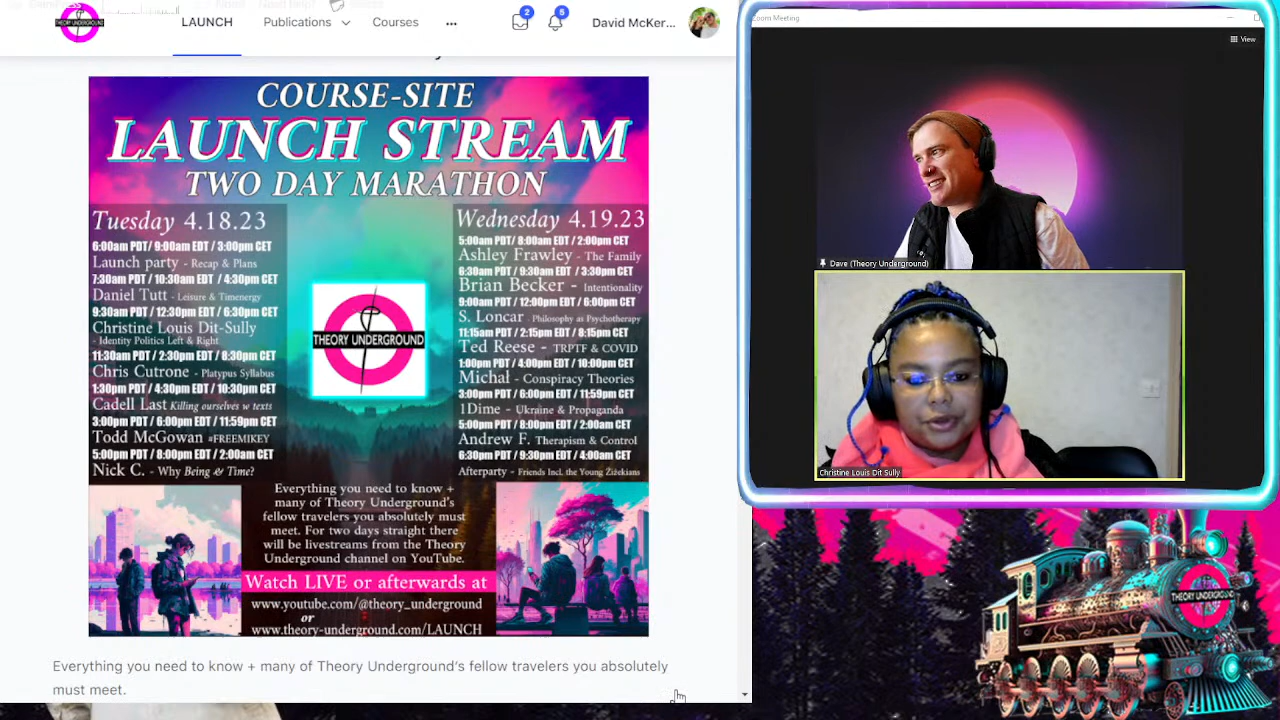 THEORY UNDERGROUND
LAUNCH
Publications
Courses
...
2
5
David McKer...
COURSE-SITE
LAUNCH STREAM
TWO DAY MARATHON
Tuesday 4.18.23
6:00am PDT/ 9:00am EDT / 3:00pm CET
Launch party - Recap & Plans
7:30am PDT / 10:30am EDT / 4:30pm CET
Daniel Tutt - Leisure & Timenergy
9:30am PDT / 12:30pm EDT / 6:30pm CET
Christine Louis Dit-Sully
- Identity Politics Left & Right
11:30am PDT / 2:30pm EDT / 8:30pm CET
Chris Cutrone - Platypus Syllabus
1:30pm PDT / 4:30pm EDT / 10:30pm CET
Cadell Last Killing ourselves w texts
3:00pm PDT / 6:00pm EDT / 11:59pm CET
Todd McGowan #FREEMIKEY
5:00pm PDT / 8:00pm EDT / 2:00am CET
Nick C. - Why Being & Time?
THEORY UNDERGROUND
Wednesday 4.19.23
5:00am PDT/ 8:00am EDT / 2:00pm CET
Ashley Frawley - The Family
6:30am PDT / 9:30am EDT / 3:30pm CET
Brian Becker - Intentionality
9:00am PDT / 12:00pm EDT / 6:00pm CET
S. Loncar - Philosophy as Psychotherapy
11:15am PDT / 2:15pm EDT / 8:15pm CET
Ted Reese - TRPTF & COVID
1:00pm PDT / 4:00pm EDT / 10:00pm CET
Michał - Conspiracy Theories
3:00pm PDT / 6:00pm EDT / 11:59pm CET
1Dime - Ukraine & Propaganda
5:00pm PDT / 8:00pm EDT / 2:00am CET
Andrew F. Therapism & Control
6:30pm PDT / 9:30pm EDT / 4:00am CET
Afterparty - Friends Incl. the Young Žižekians
Everything you need to know +
many of Theory Underground's
fellow travelers you absolutely must
meet. For two days straight there
will be livestreams from the Theory
Underground channel on YouTube.
Watch LIVE or afterwards at
www.youtube.com/@theory_underground
or
www.theory-underground.com/LAUNCH
Everything you need to know + many of Theory Underground's fellow travelers you absolutely
must meet.
Zoom Meeting
View
Dave (Theory Underground)
Christine Louis Dit Sully
THEORY UNDERGROUND